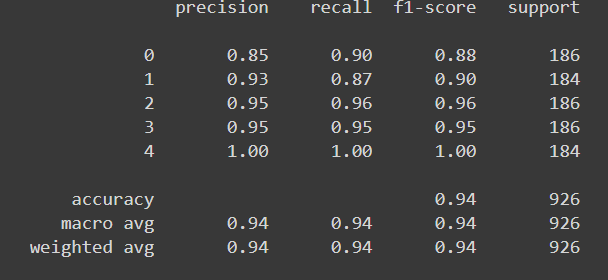 precision recall f1-score support
0 0.85 0.90 0.88 186
1 0.93 0.87 0.90 184
2 0.95 0.96 0.96 186
3 0.95 0.95 0.95 186
4 1.00 1.00 1.00 184
accuracy 0.94 926
macro avg 0.94 0.94 0.94 926
weighted avg 0.94 0.94 0.94 926